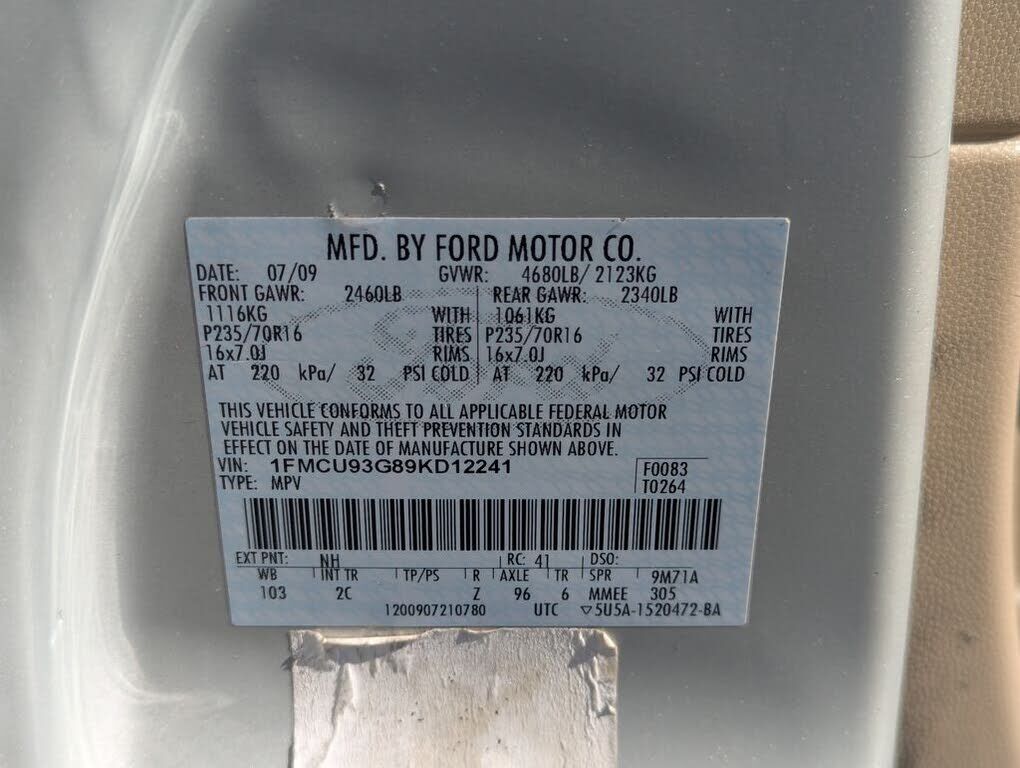 MFD. BY FORD MOTOR CO.
DATE: 07/09 GVWR: 4680LB/ 2123KG
FRONT GAWR: 2460LB REAR GAWR: 2340LB
1116KG WITH 1061KG WITH
P235/70R16 TIRES P235/70R16 TIRES
16x7.0J RIMS 16x7.0J RIMS
AT 220 kPa/ 32 PSI COLD AT 220 kPa/ 32 PSI COLD
THIS VEHICLE CONFORMS TO ALL APPLICABLE FEDERAL MOTOR
VEHICLE SAFETY AND THEFT PREVENTION STANDARDS IN
EFFECT ON THE DATE OF MANUFACTURE SHOWN ABOVE.
VIN: 1FMCU93G89KD12241 F0083
TYPE: MPV T0264
EXT PNT: NH RC: 41 DSO:
WB INT TR TP/PS R AXLE TR SPR 9M71A
103 2C Z 96 6 MMEE 305
1200907210780 UTC ▽5U5A-1520472-BA